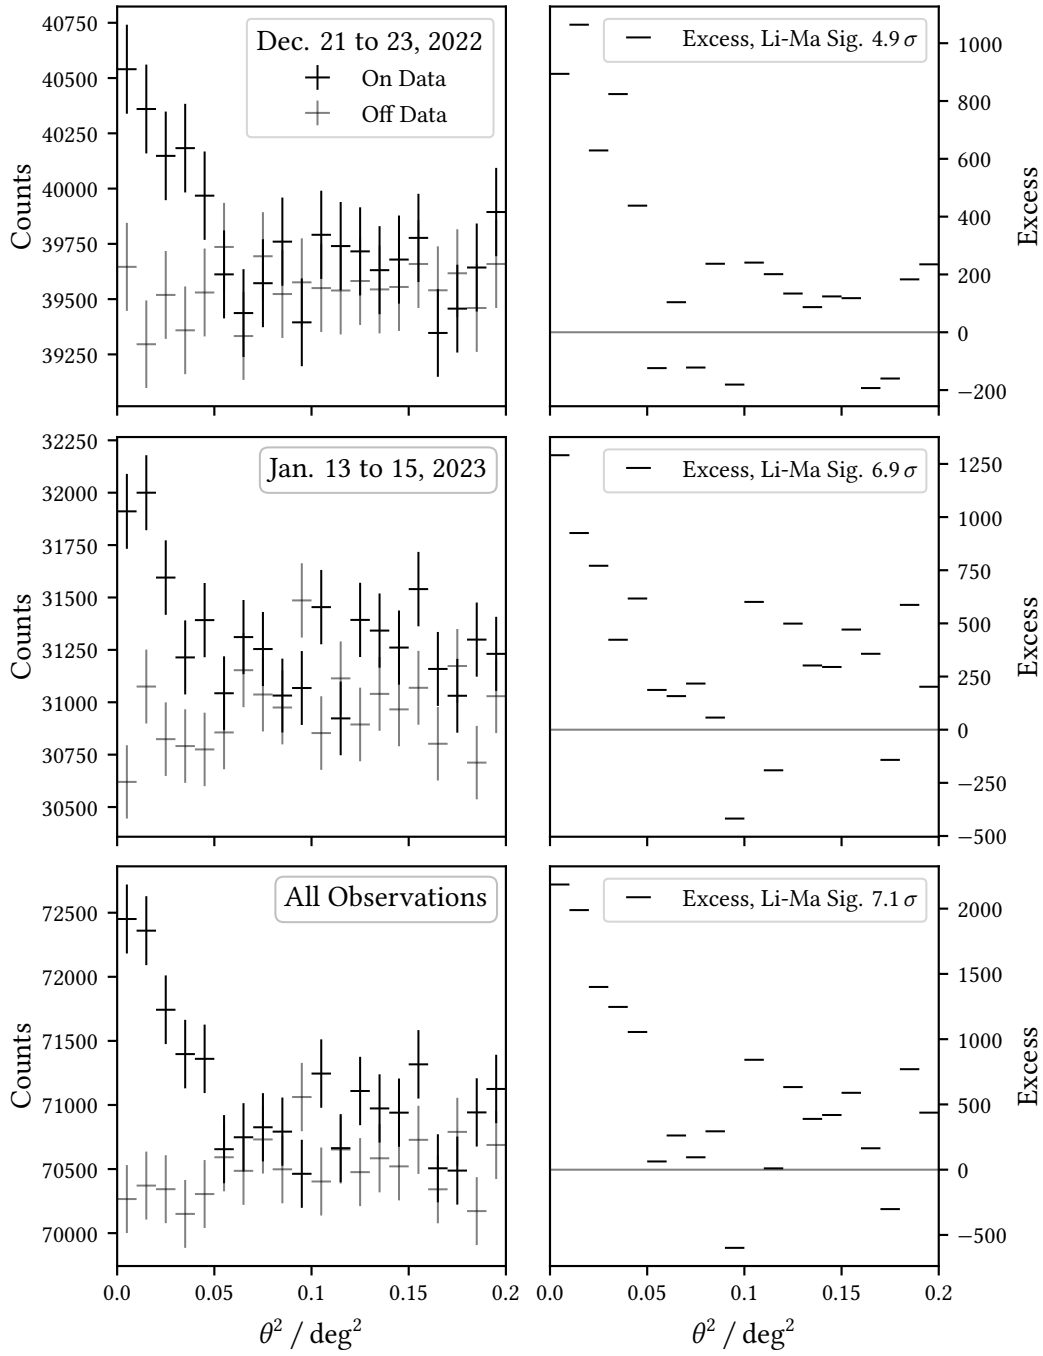 Dec. 21 to 23, 2022
On Data
Off Data
Counts
40750
40500
40250
40000
39750
39500
39250
Excess, Li-Ma Sig. 4.9 σ
1000
800
600
400
200
0
−200
Excess
Jan. 13 to 15, 2023
Counts
32250
32000
31750
31500
31250
31000
30750
30500
Excess, Li-Ma Sig. 6.9 σ
1250
1000
750
500
250
0
−250
−500
Excess
All Observations
Counts
72500
72000
71500
71000
70500
70000
0.0 0.05 0.1 0.15 0.2
θ² / deg²
Excess, Li-Ma Sig. 7.1 σ
2000
1500
1000
500
0
−500
Excess
0.05 0.1 0.15 0.2
θ² / deg²